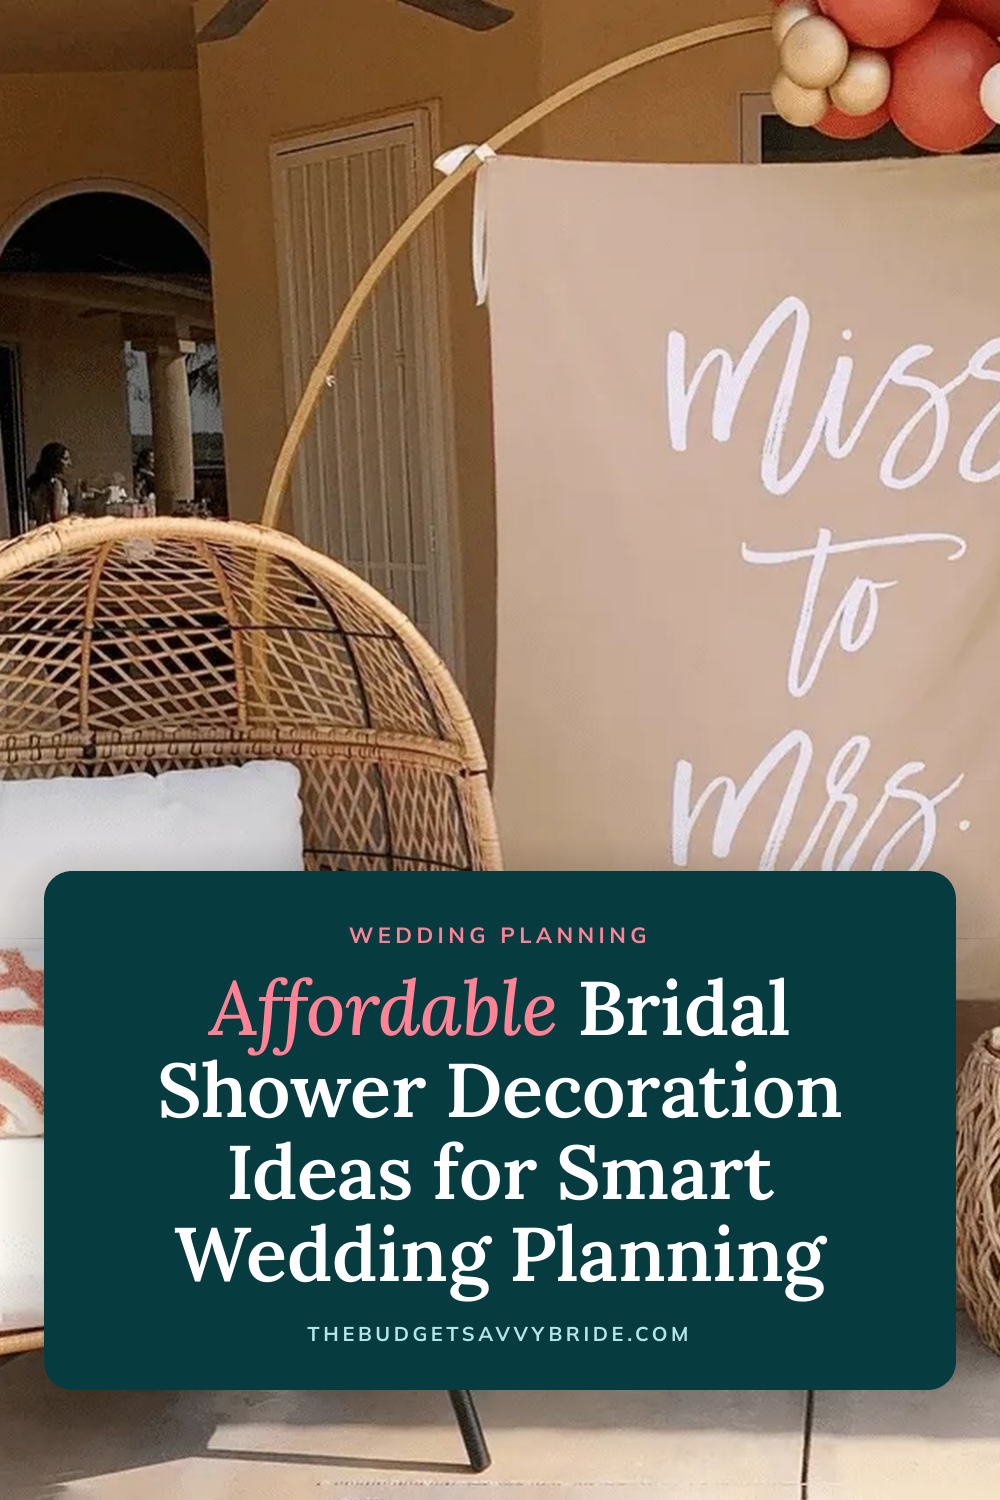 miss
to
mrs.
WEDDING PLANNING
Affordable Bridal
Shower Decoration
Ideas for Smart
Wedding Planning
THEBUDGETSAVVYBRIDE.COM